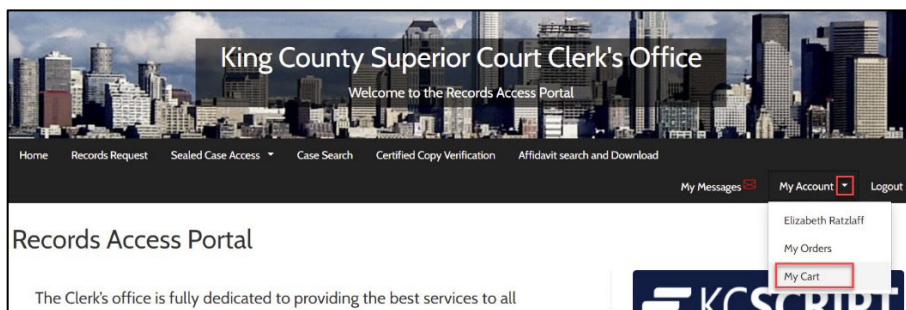 King County Superior Court Clerk's Office
Welcome to the Records Access Portal
Home Records Request Sealed Case Access Case Search Certified Copy Verification Affidavit search and Download
My Messages My Account Logout
Elizabeth Ratzlaff
My Orders
My Cart
Records Access Portal
The Clerk's office is fully dedicated to providing the best services to all
KCSCRIPT